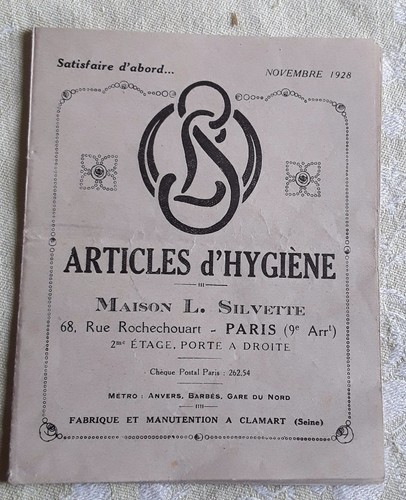 Satisfaire d'abord...
NOVEMBRE 1928
LS
ARTICLES d'HYGIÈNE
MAISON L. SILVETTE
68, Rue Rochechouart - PARIS (9e Arrt)
2me ÉTAGE, PORTE A DROITE
Chèque Postal Paris : 262.54
MÉTRO : ANVERS, BARBÈS, GARE DU NORD
FABRIQUE ET MANUTENTION A CLAMART (Seine)